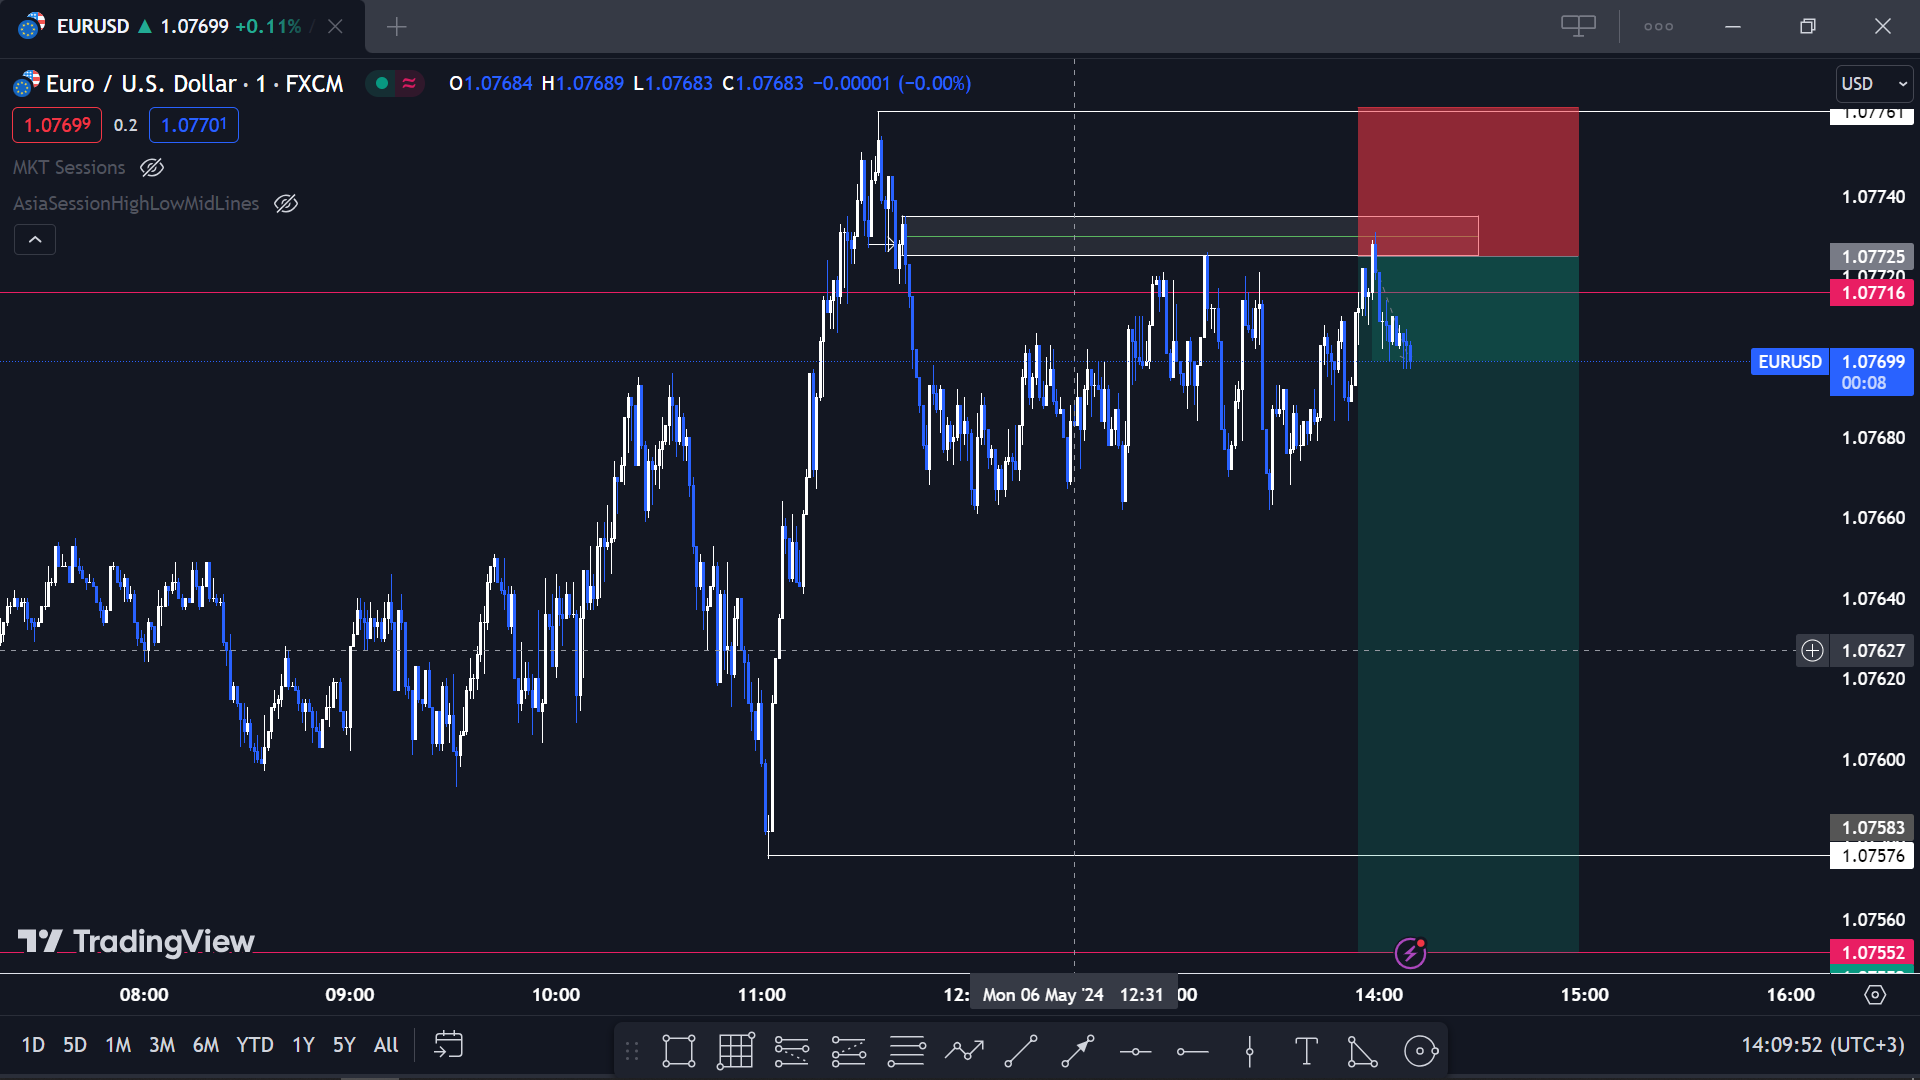 EURUSD ▲ 1.07699 +0.11% /
Euro / U.S. Dollar · 1 · FXCM ≈ O1.07684 H1.07689 L1.07683 C1.07683 −0.00001 (−0.00%)
USD
1.07699 0.2 1.07701
MKT Sessions
AsiaSessionHighLowMidLines
1.07761
1.07740
1.07725
1.07720
1.07716
EURUSD 1.07699
00:08
1.07680
1.07660
1.07640
1.07627
1.07620
1.07600
1.07583
1.07576
1.07560
1.07552
TradingView
08:00 09:00 10:00 11:00 12: Mon 06 May '24 12:31 00 14:00 15:00 16:00
1D 5D 1M 3M 6M YTD 1Y 5Y All
T
14:09:52 (UTC+3)